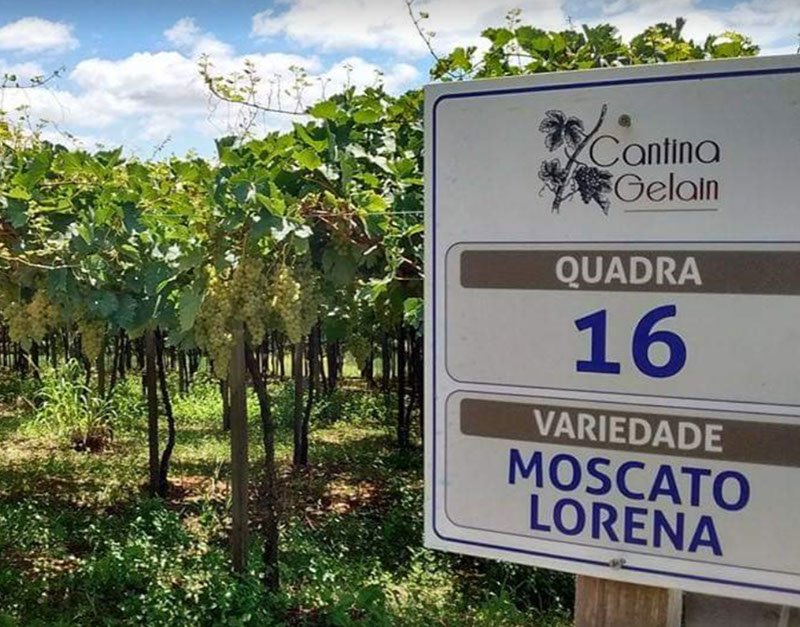 Cantina
Gelain
QUADRA
16
VARIEDADE
MOSCATO
LORENA